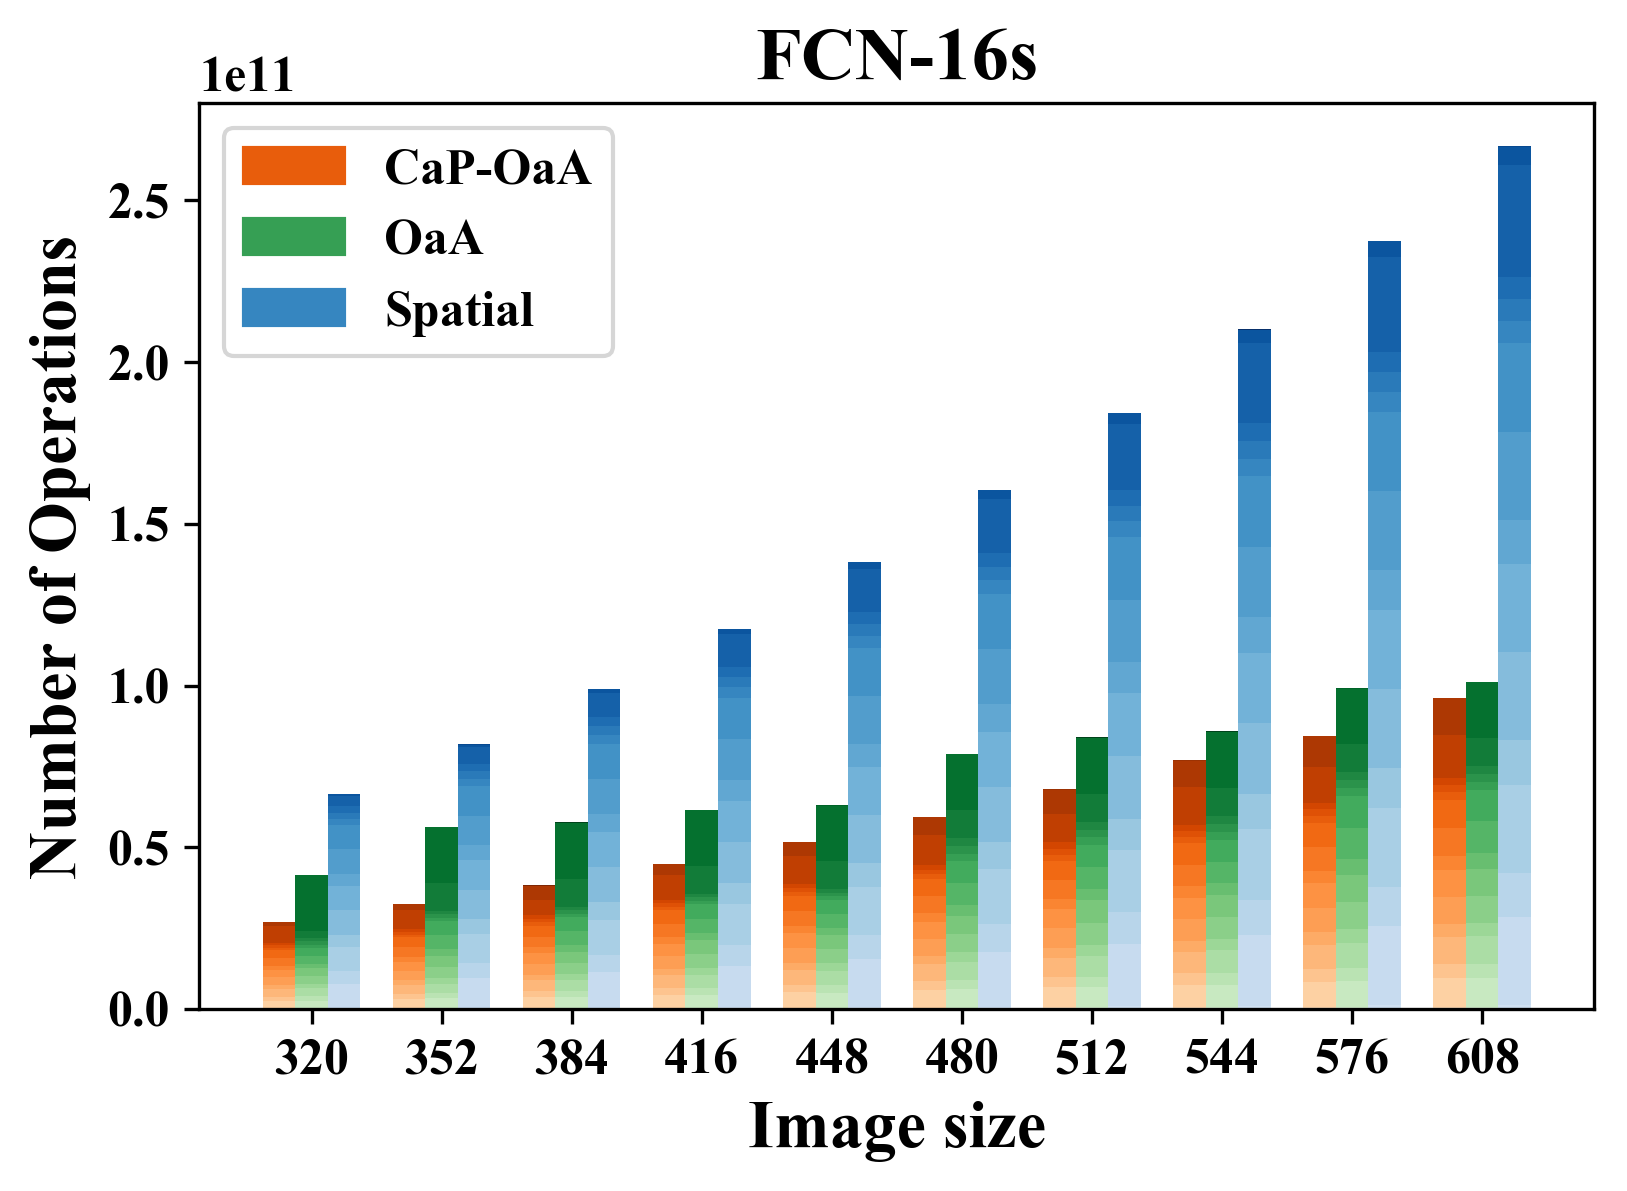 FCN-16s
1e11
CaP-OaA
OaA
Spatial
Number of Operations
2.5
2.0
1.5
1.0
0.5
0.0
320 352 384 416 448 480 512 544 576 608
Image size